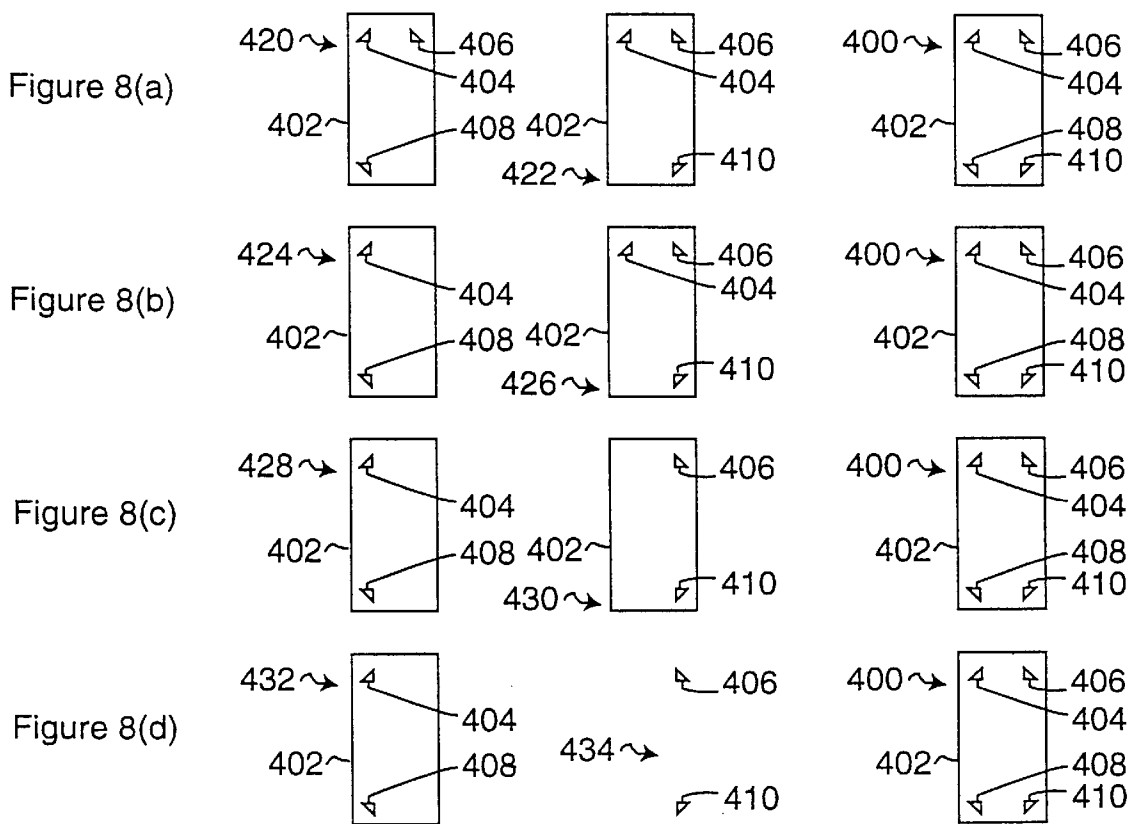 Figure 8(a)
420 406 406 400 406
404 404 404
402 408 402 402 408
422 410 410
Figure 8(b)
424 406 400 406
404 404 404
402 408 402 402 408
426 410 410
Figure 8(c)
428 406 400 406
404 404
402 408 402 402 408
430 410 410
Figure 8(d)
432 406 400 406
404 404
402 408 434 402 408
410 410